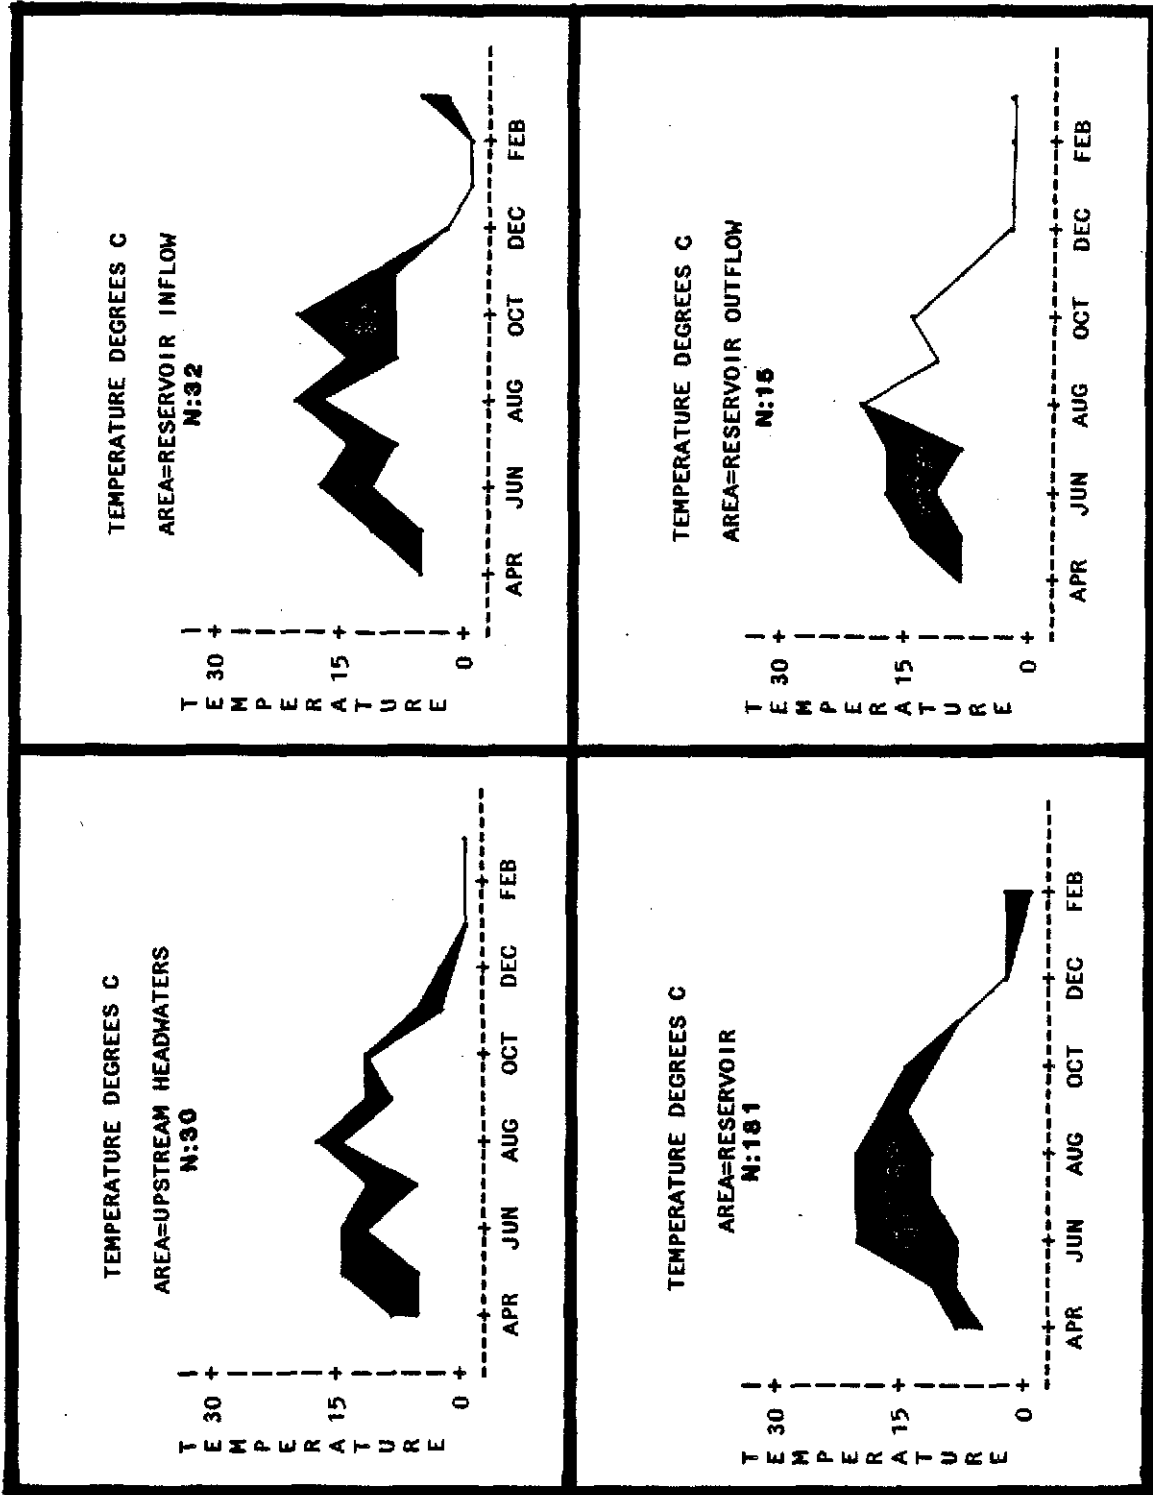 TEMPERATURE DEGREES C
AREA=UPSTREAM HEADWATERS
N:30
TEMPERATURE
30
15
0
APR JUN AUG OCT DEC FEB
TEMPERATURE DEGREES C
AREA=RESERVOIR INFLOW
N:32
TEMPERATURE
30
15
0
APR JUN AUG OCT DEC FEB
TEMPERATURE DEGREES C
AREA=RESERVOIR
N:181
TEMPERATURE
30
15
0
APR JUN AUG OCT DEC FEB
TEMPERATURE DEGREES C
AREA=RESERVOIR OUTFLOW
N:15
TEMPERATURE
30
15
0
APR JUN AUG OCT DEC FEB